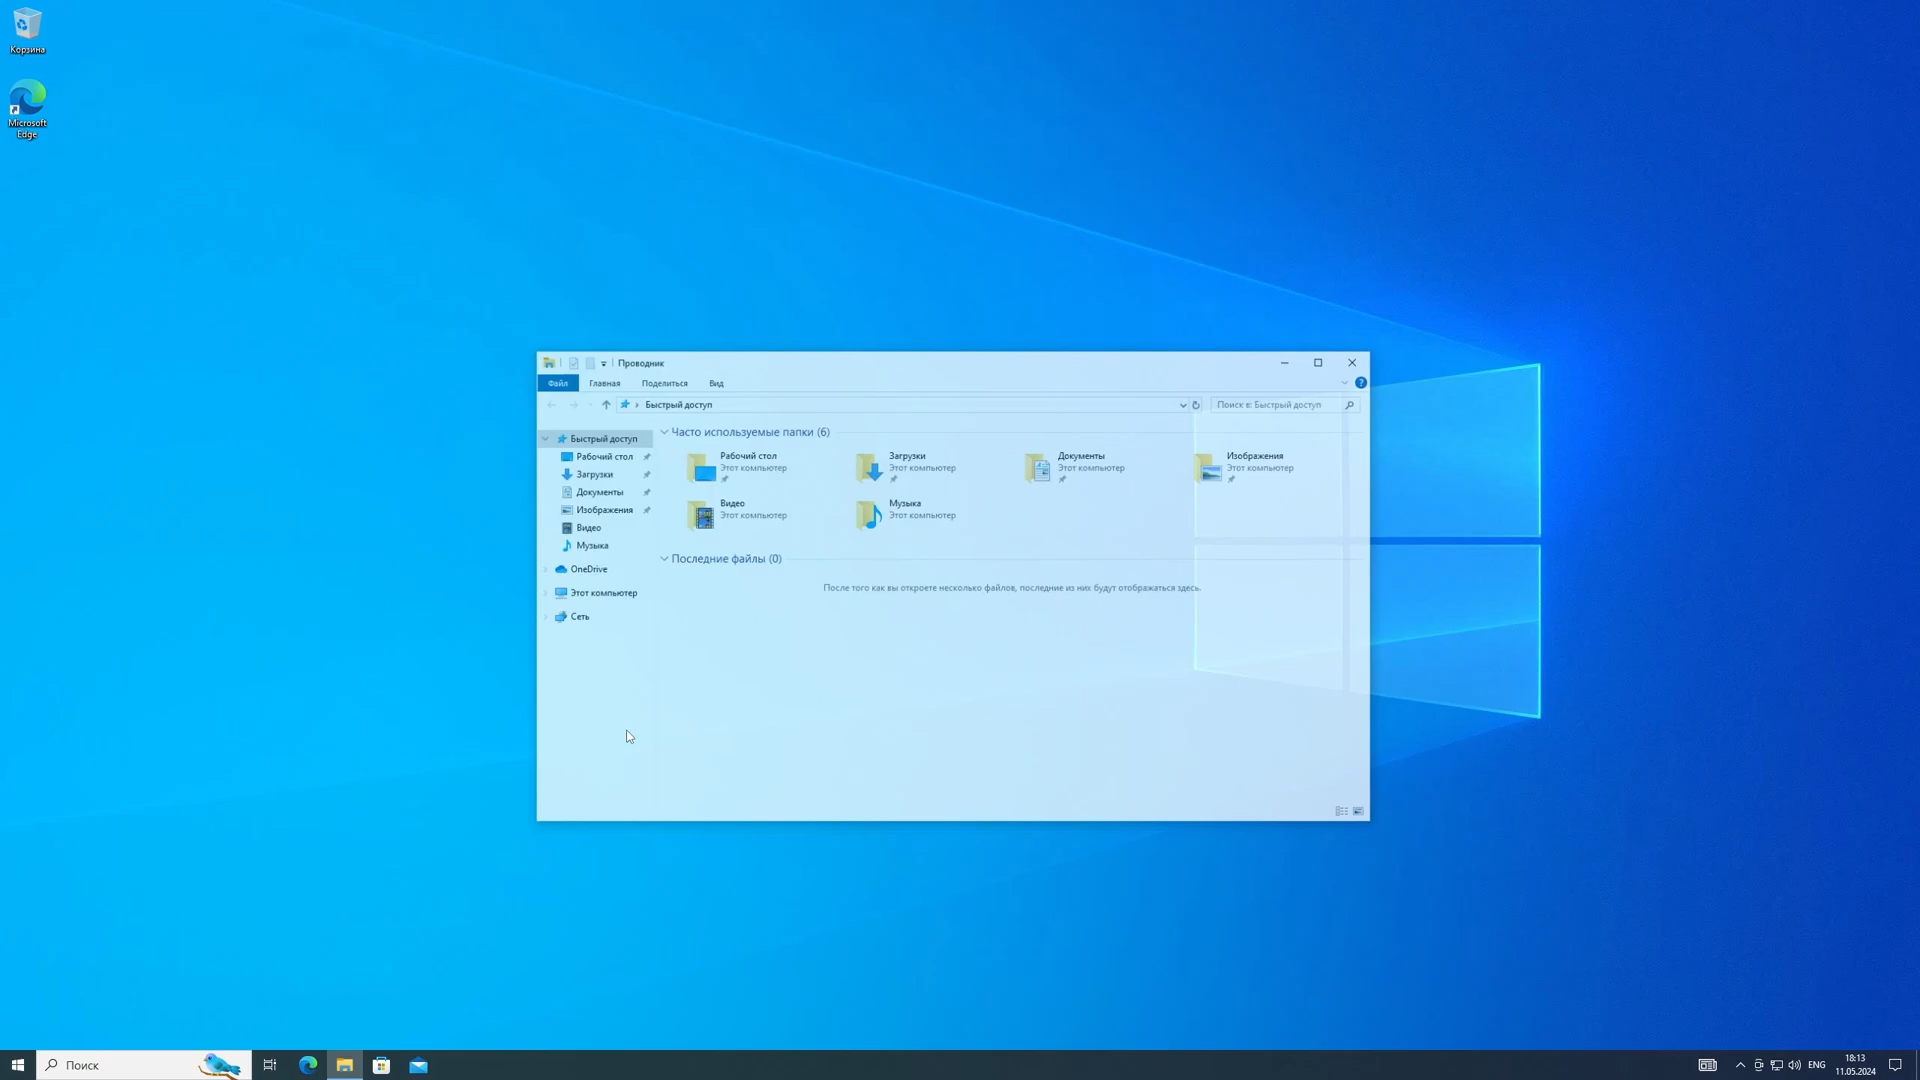 Корзина
Microsoft
Edge
Проводник
Файл
Главная
Поделиться
Вид
?
Быстрый доступ
Поиск в: Быстрый доступ
Быстрый доступ
Рабочий стол
Загрузки
Документы
Изображения
Видео
Музыка
OneDrive
Этот компьютер
Сеть
Часто используемые папки (6)
Рабочий стол
Этот компьютер
Загрузки
Этот компьютер
Документы
Этот компьютер
Изображения
Этот компьютер
Видео
Этот компьютер
Музыка
Этот компьютер
Последние файлы (0)
После того как вы откроете несколько файлов, последние из них будут отображаться здесь.
Поиск
ENG
18:13
11.05.2024